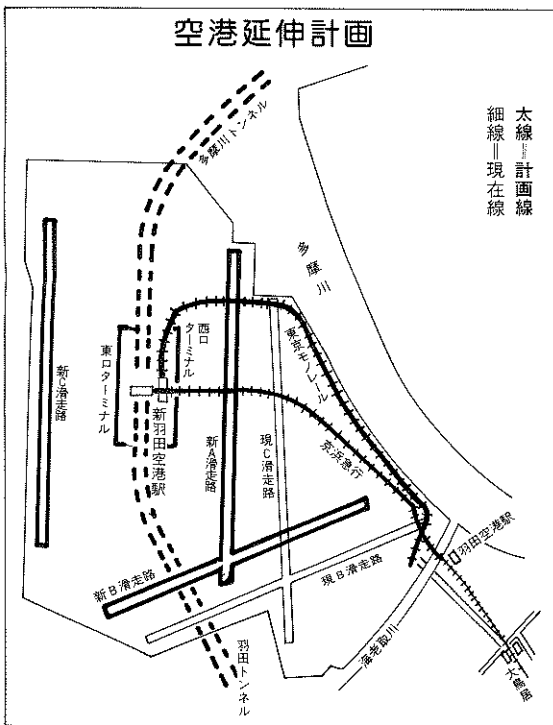 空港延伸計画
太線＝計画線
細線＝現在線
多摩川トンネル
多摩川
東京モノレール
京浜急行
西口
ターミナル
東口ターミナル
新羽田空港駅
新C滑走路
新A滑走路
現C滑走路
新B滑走路
現B滑走路
羽田空港駅
海老取川
大鳥居
羽田トンネル